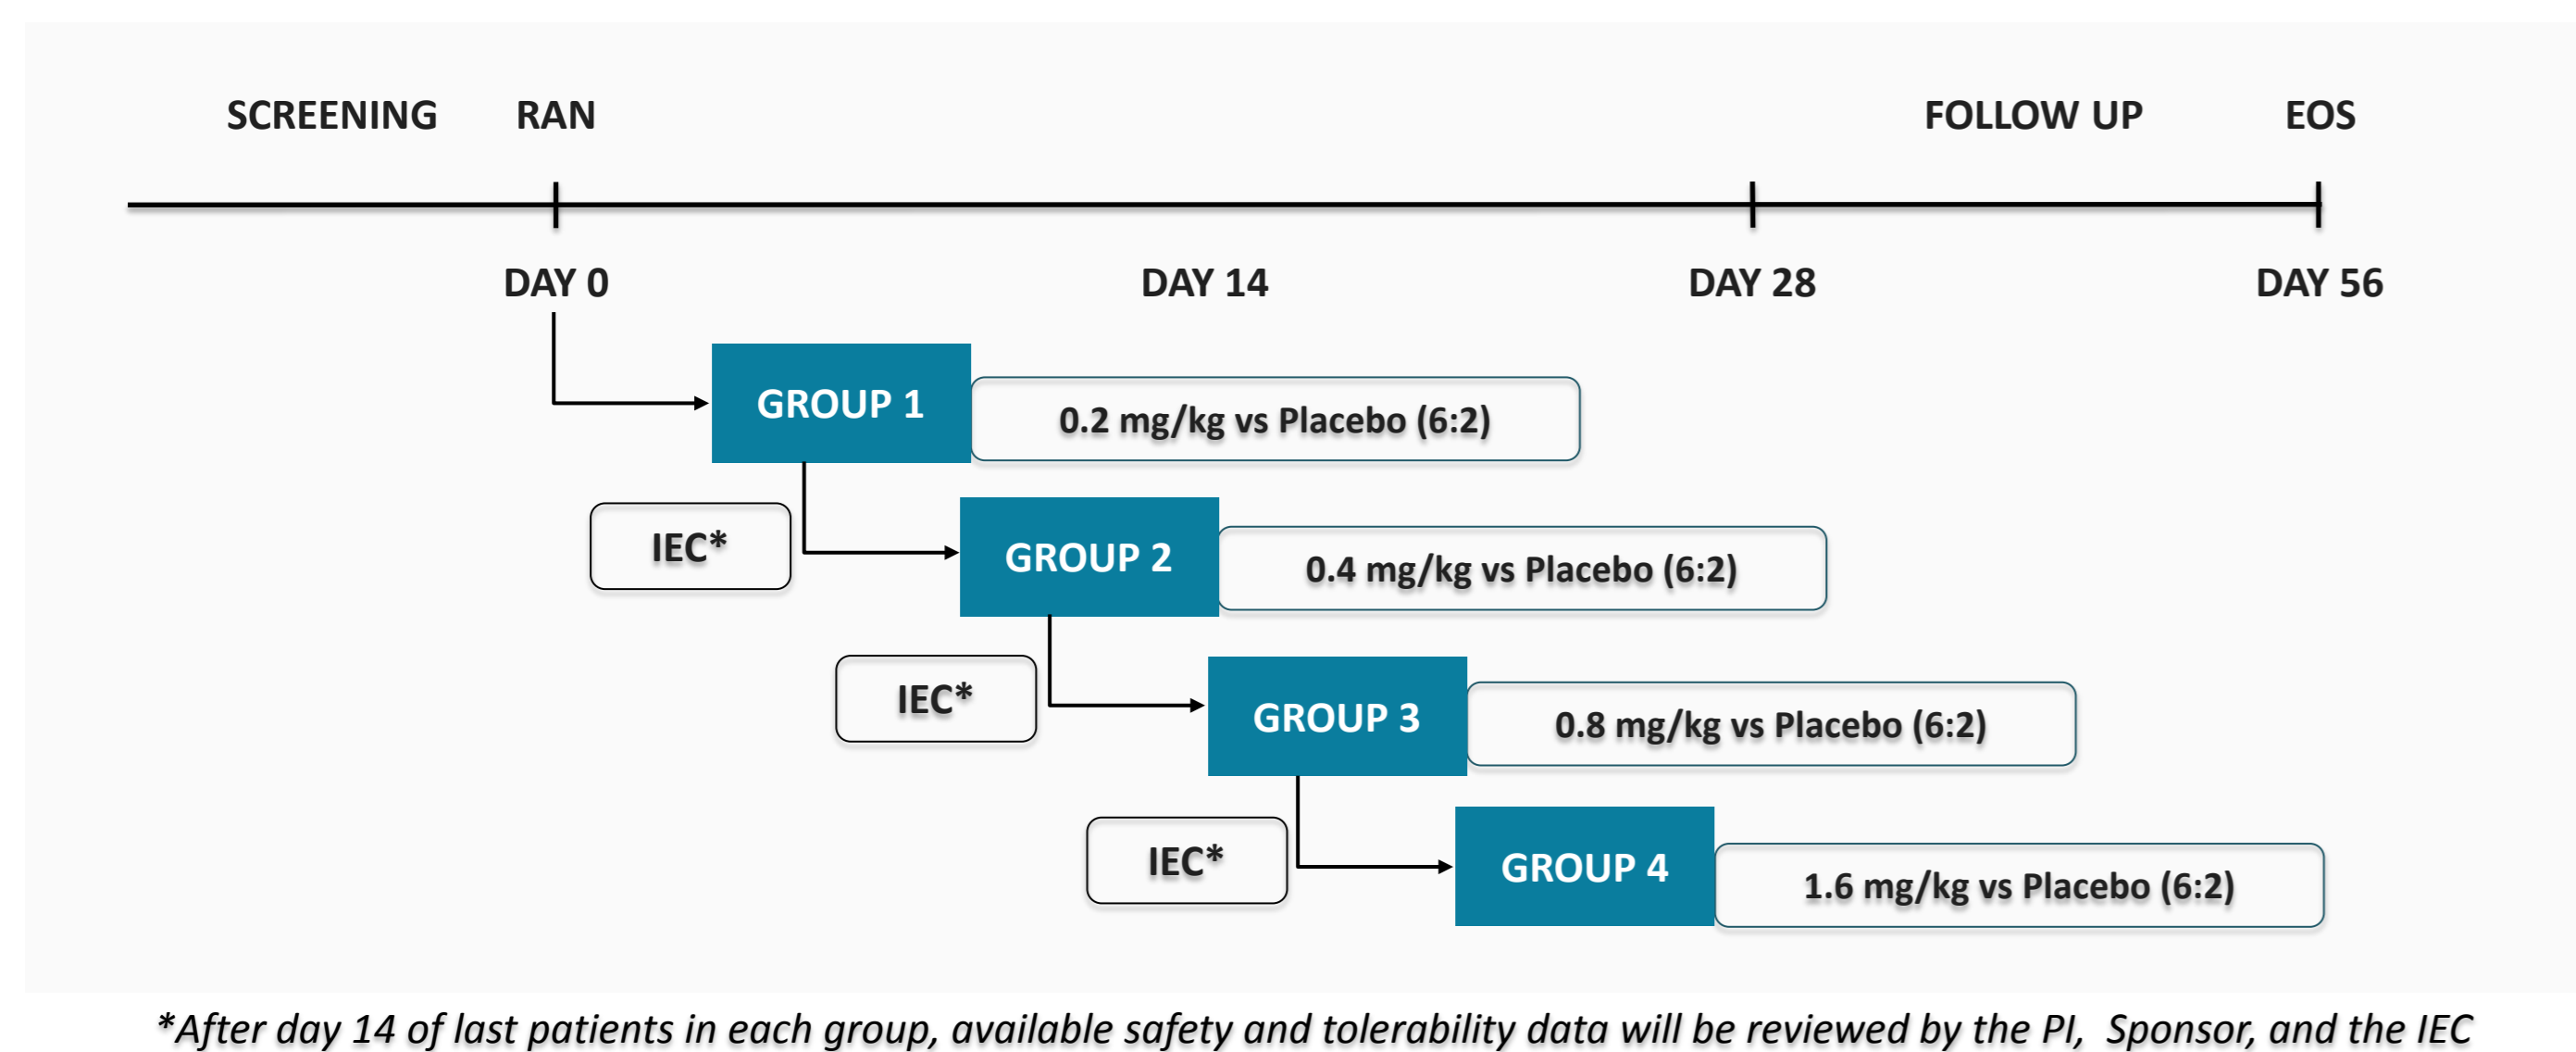 SCREENING RAN FOLLOW UP EOS
DAY 0 DAY 14 DAY 28 DAY 56
GROUP 1
0.2 mg/kg vs Placebo (6:2)
IEC*
GROUP 2
0.4 mg/kg vs Placebo (6:2)
IEC*
GROUP 3
0.8 mg/kg vs Placebo (6:2)
IEC*
GROUP 4
1.6 mg/kg vs Placebo (6:2)
*After day 14 of last patients in each group, available safety and tolerability data will be reviewed by the PI, Sponsor, and the IEC